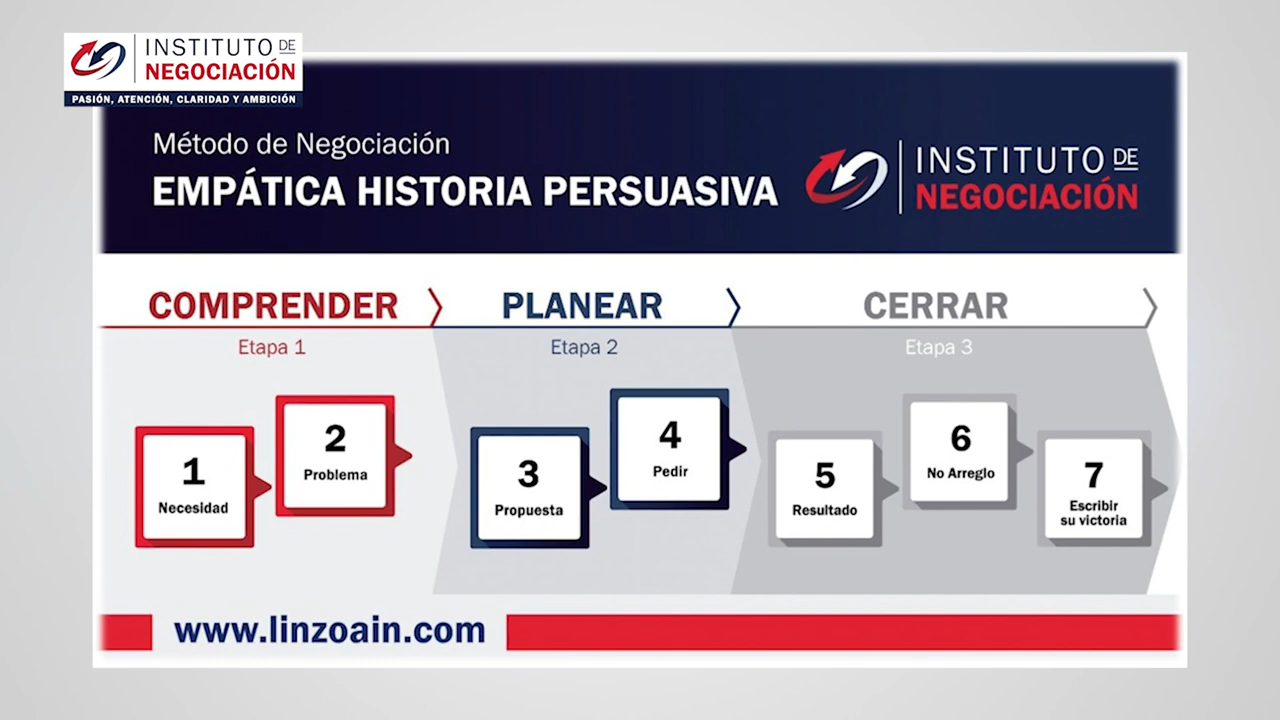 INSTITUTO DE
NEGOCIACIÓN
PASIÓN, ATENCIÓN, CLARIDAD Y AMBICIÓN
Método de Negociación
EMPÁTICA HISTORIA PERSUASIVA
INSTITUTO DE
NEGOCIACIÓN
COMPRENDER
Etapa 1
PLANEAR
Etapa 2
CERRAR
Etapa 3
1
Necesidad
2
Problema
3
Propuesta
4
Pedir
5
Resultado
6
No Arreglo
7
Escribir
su victoria
www.linzoain.com